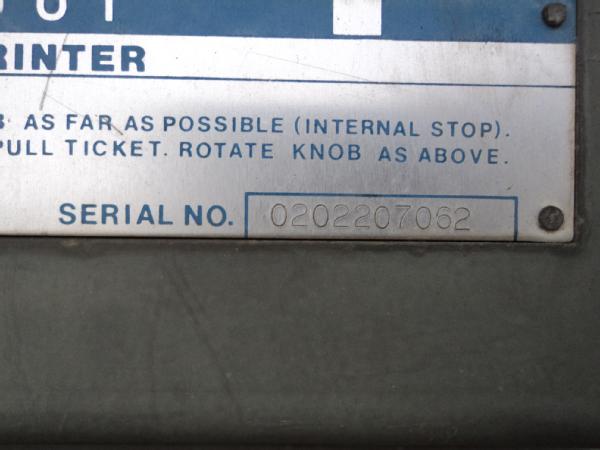 RINTER
AS FAR AS POSSIBLE (INTERNAL STOP).
PULL TICKET. ROTATE KNOB AS ABOVE.
SERIAL NO. 0202207062